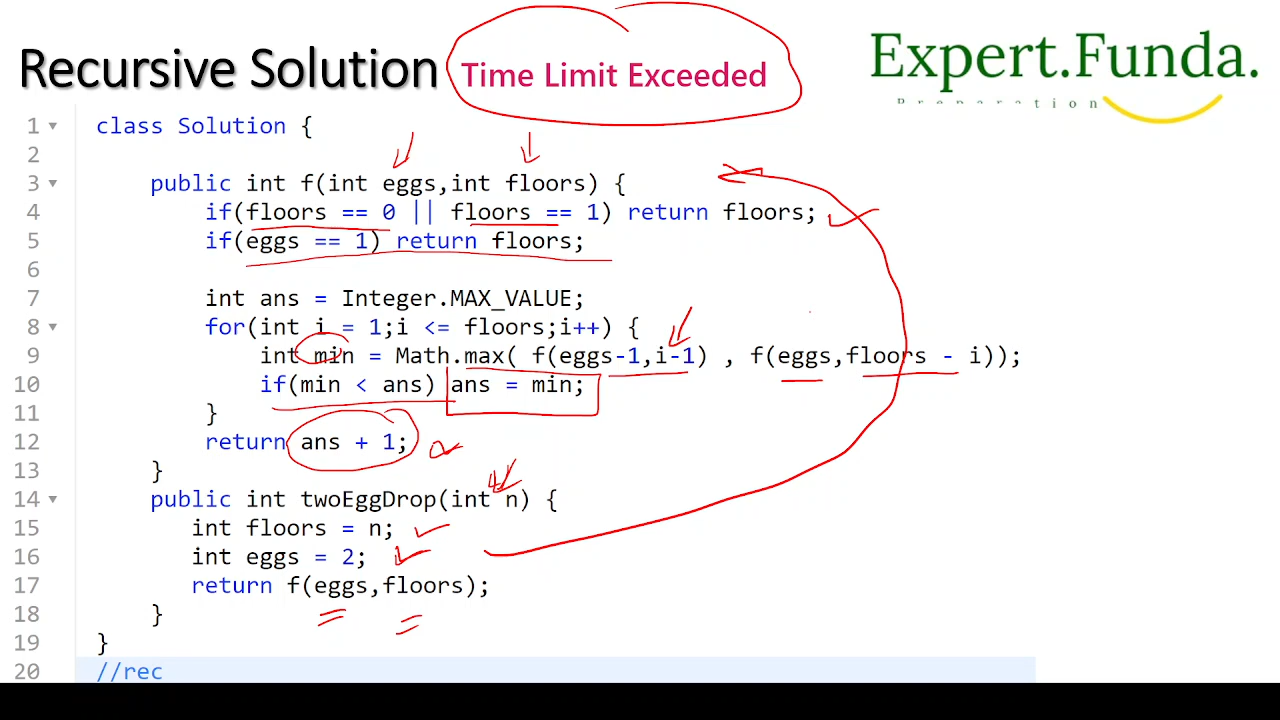 Recursive Solution
Time Limit Exceeded
Expert.Funda.
Preparation
1 class Solution {
2
3 public int f(int eggs,int floors) {
4 if(floors == 0 || floors == 1) return floors;
5 if(eggs == 1) return floors;
6
7 int ans = Integer.MAX_VALUE;
8 for(int i = 1;i <= floors;i++) {
9 int min = Math.max( f(eggs-1,i-1) , f(eggs,floors - i));
10 if(min < ans) ans = min;
11 }
12 return ans + 1;
13 }
14 public int twoEggDrop(int n) {
15 int floors = n;
16 int eggs = 2;
17 return f(eggs,floors);
18 }
19 }
20 //rec